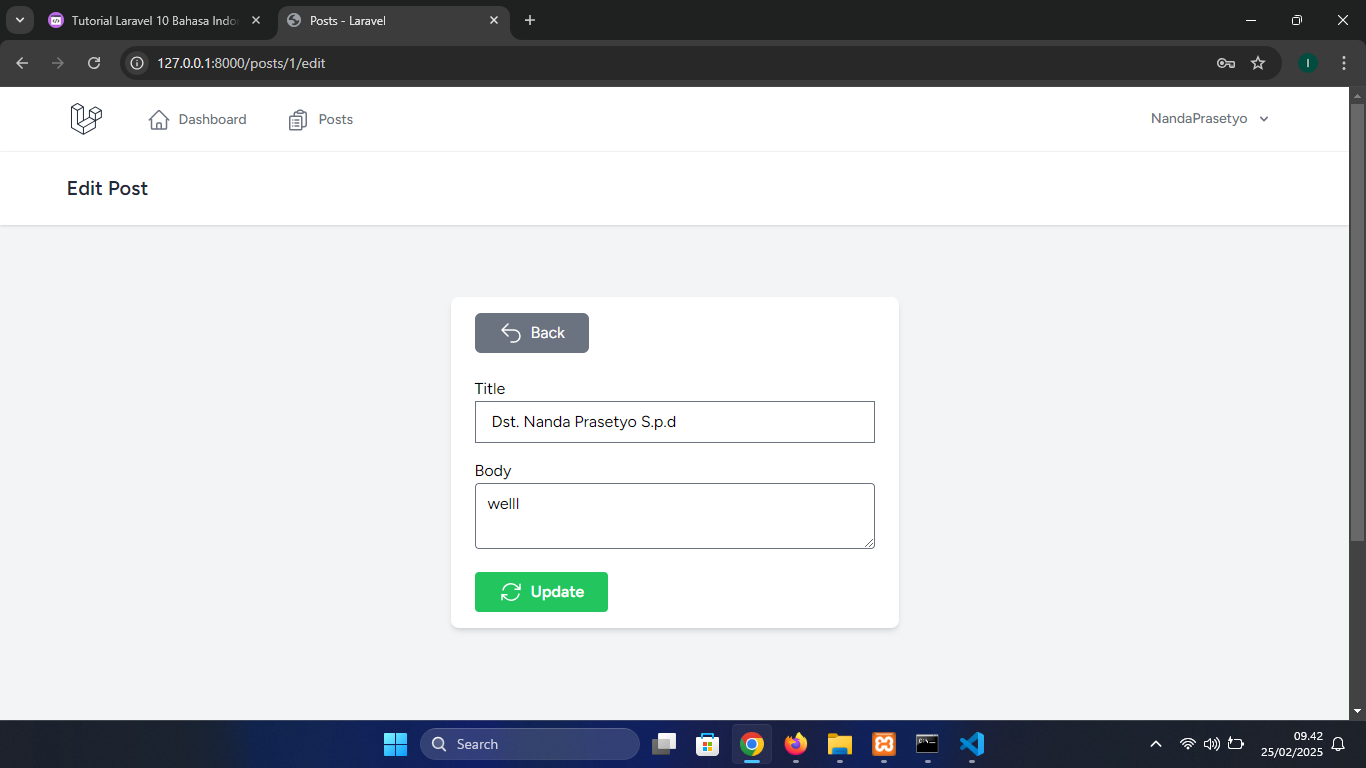 Tutorial Laravel 10 Bahasa Indo
Posts - Laravel
127.0.0.1:8000/posts/1/edit
I
Dashboard
Posts
NandaPrasetyo
Edit Post
Back
Title
Dst. Nanda Prasetyo S.p.d
Body
welll
Update
Search
09.42
25/02/2025